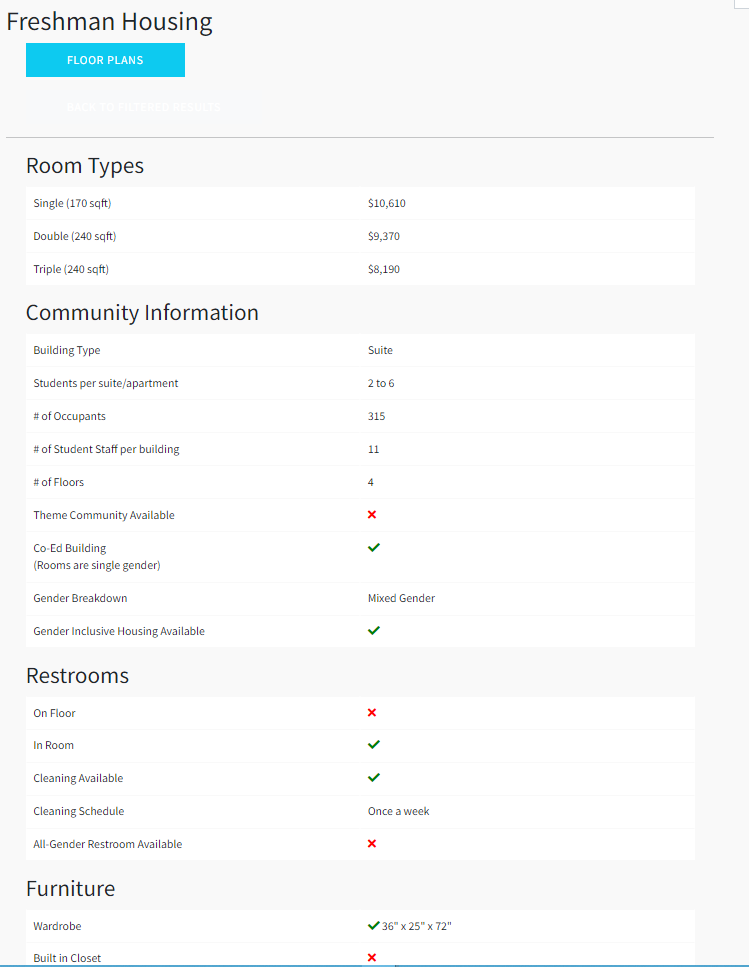 Freshman Housing
FLOOR PLANS
BACK TO FILTERED RESULTS
Room Types
Single (170 sqft) $10,610
Double (240 sqft) $9,370
Triple (240 sqft) $8,190
Community Information
Building Type Suite
Students per suite/apartment 2 to 6
# of Occupants 315
# of Student Staff per building 11
# of Floors 4
Theme Community Available
Co-Ed Building
(Rooms are single gender)
Gender Breakdown Mixed Gender
Gender Inclusive Housing Available
Restrooms
On Floor
In Room
Cleaning Available
Cleaning Schedule Once a week
All-Gender Restroom Available
Furniture
Wardrobe 36" x 25" x 72"
Built in Closet